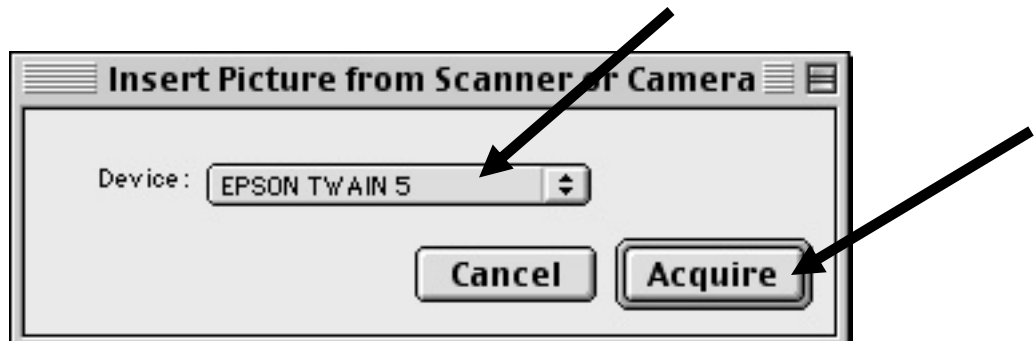 Insert Picture from Scanner or Camera
Device: EPSON TWAIN 5
Cancel Acquire